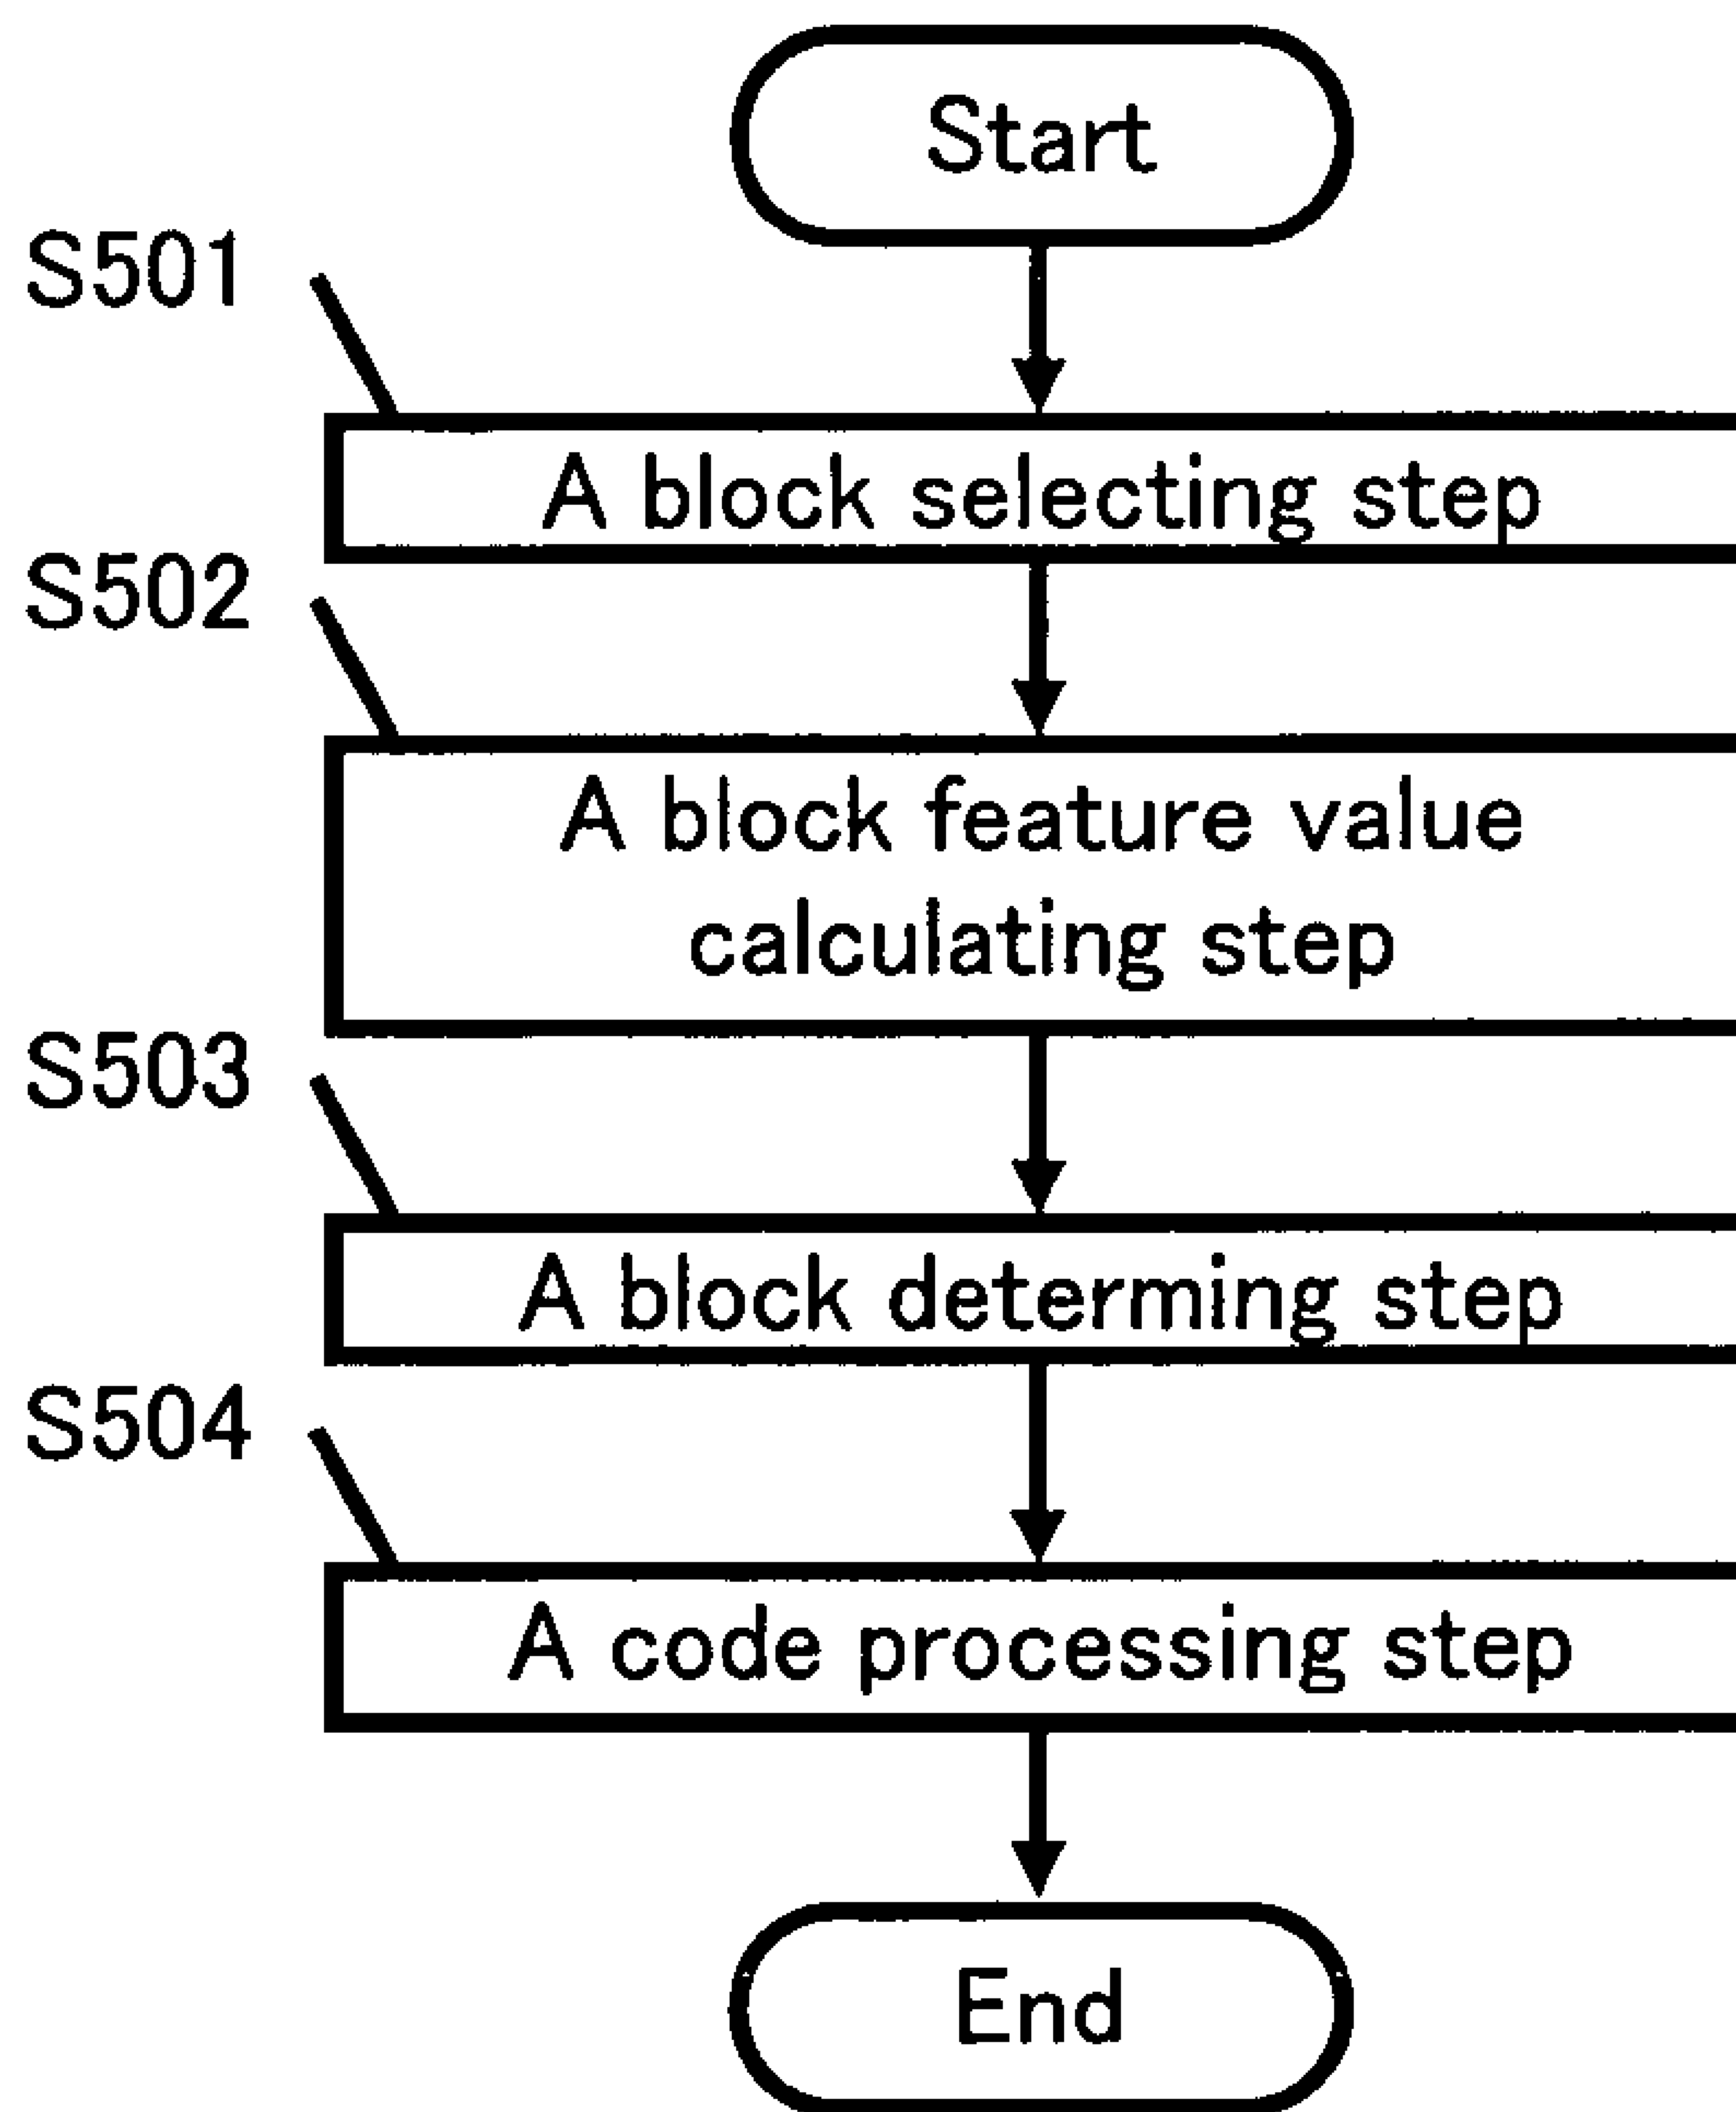 Start
S501
A block selecting step
S502
A block feature value
calculating step
S503
A block determing step
S504
A code processing step
End